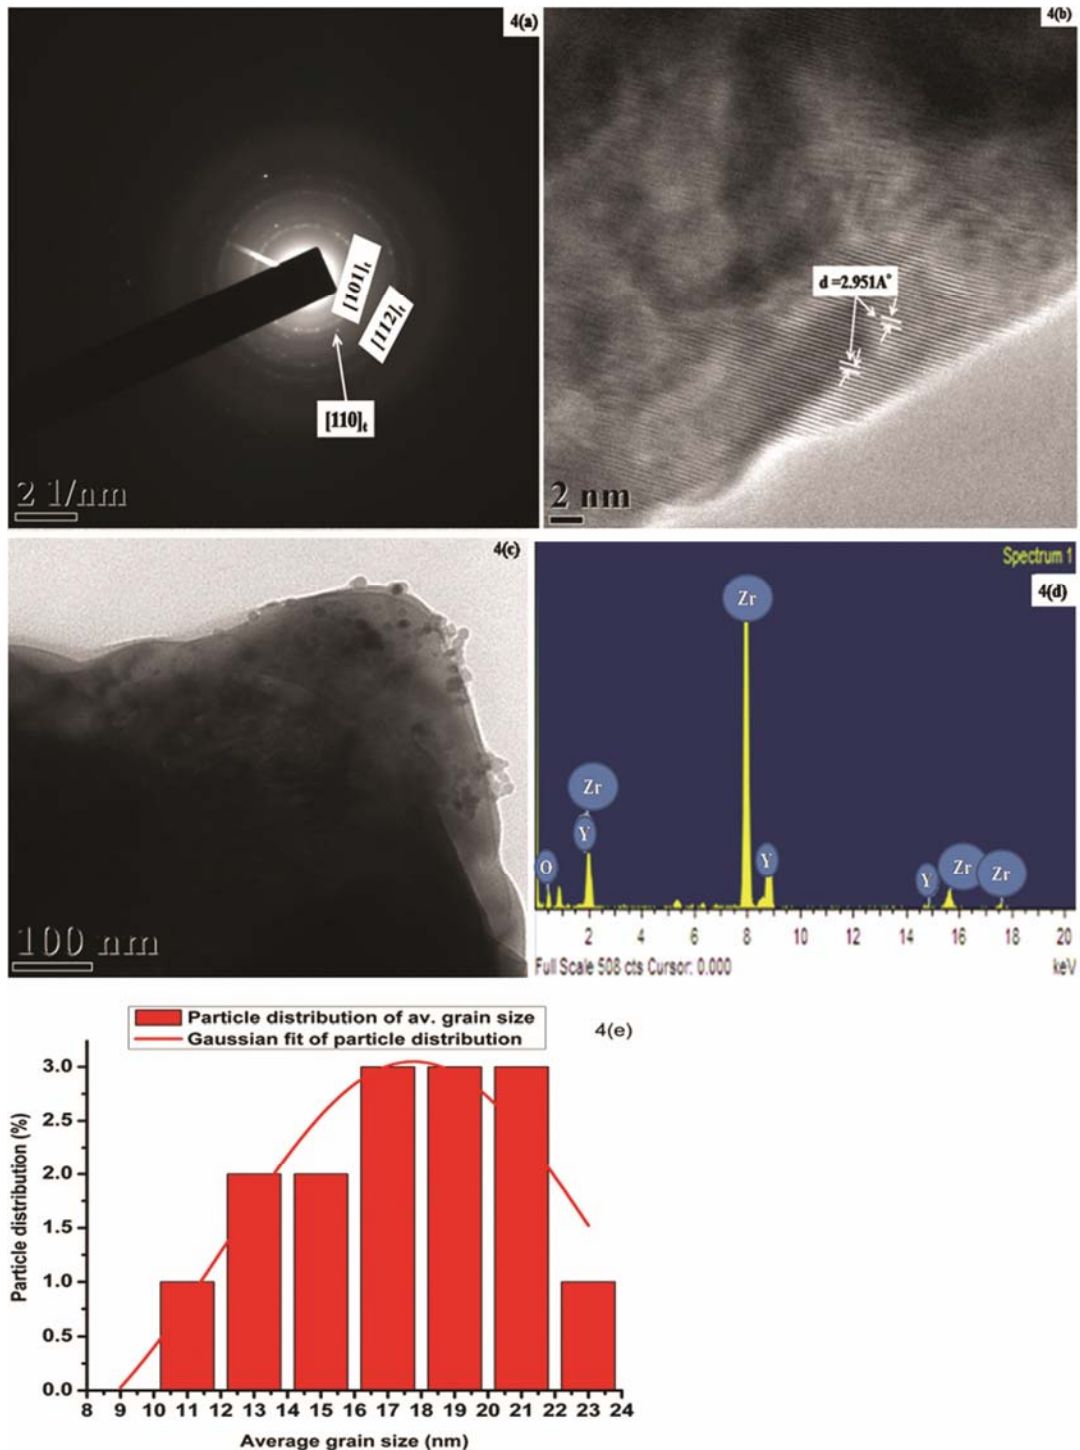 4(a)
[101]t
[112]t
[110]t
2 1/nm
4(b)
d =2.951A°
2 nm
4(c)
100 nm
Spectrum 1
4(d)
Zr
Zr
Y
O
Y
Y
Zr
Zr
2 4 6 8 10 12 14 16 18 20
Full Scale 508 cts Cursor: 0.000 keV
Particle distribution of av. grain size
Gaussian fit of particle distribution
4(e)
Particle distribution (%)
3.0
2.5
2.0
1.5
1.0
0.5
0.0
8 9 10 11 12 13 14 15 16 17 18 19 20 21 22 23 24
Average grain size (nm)